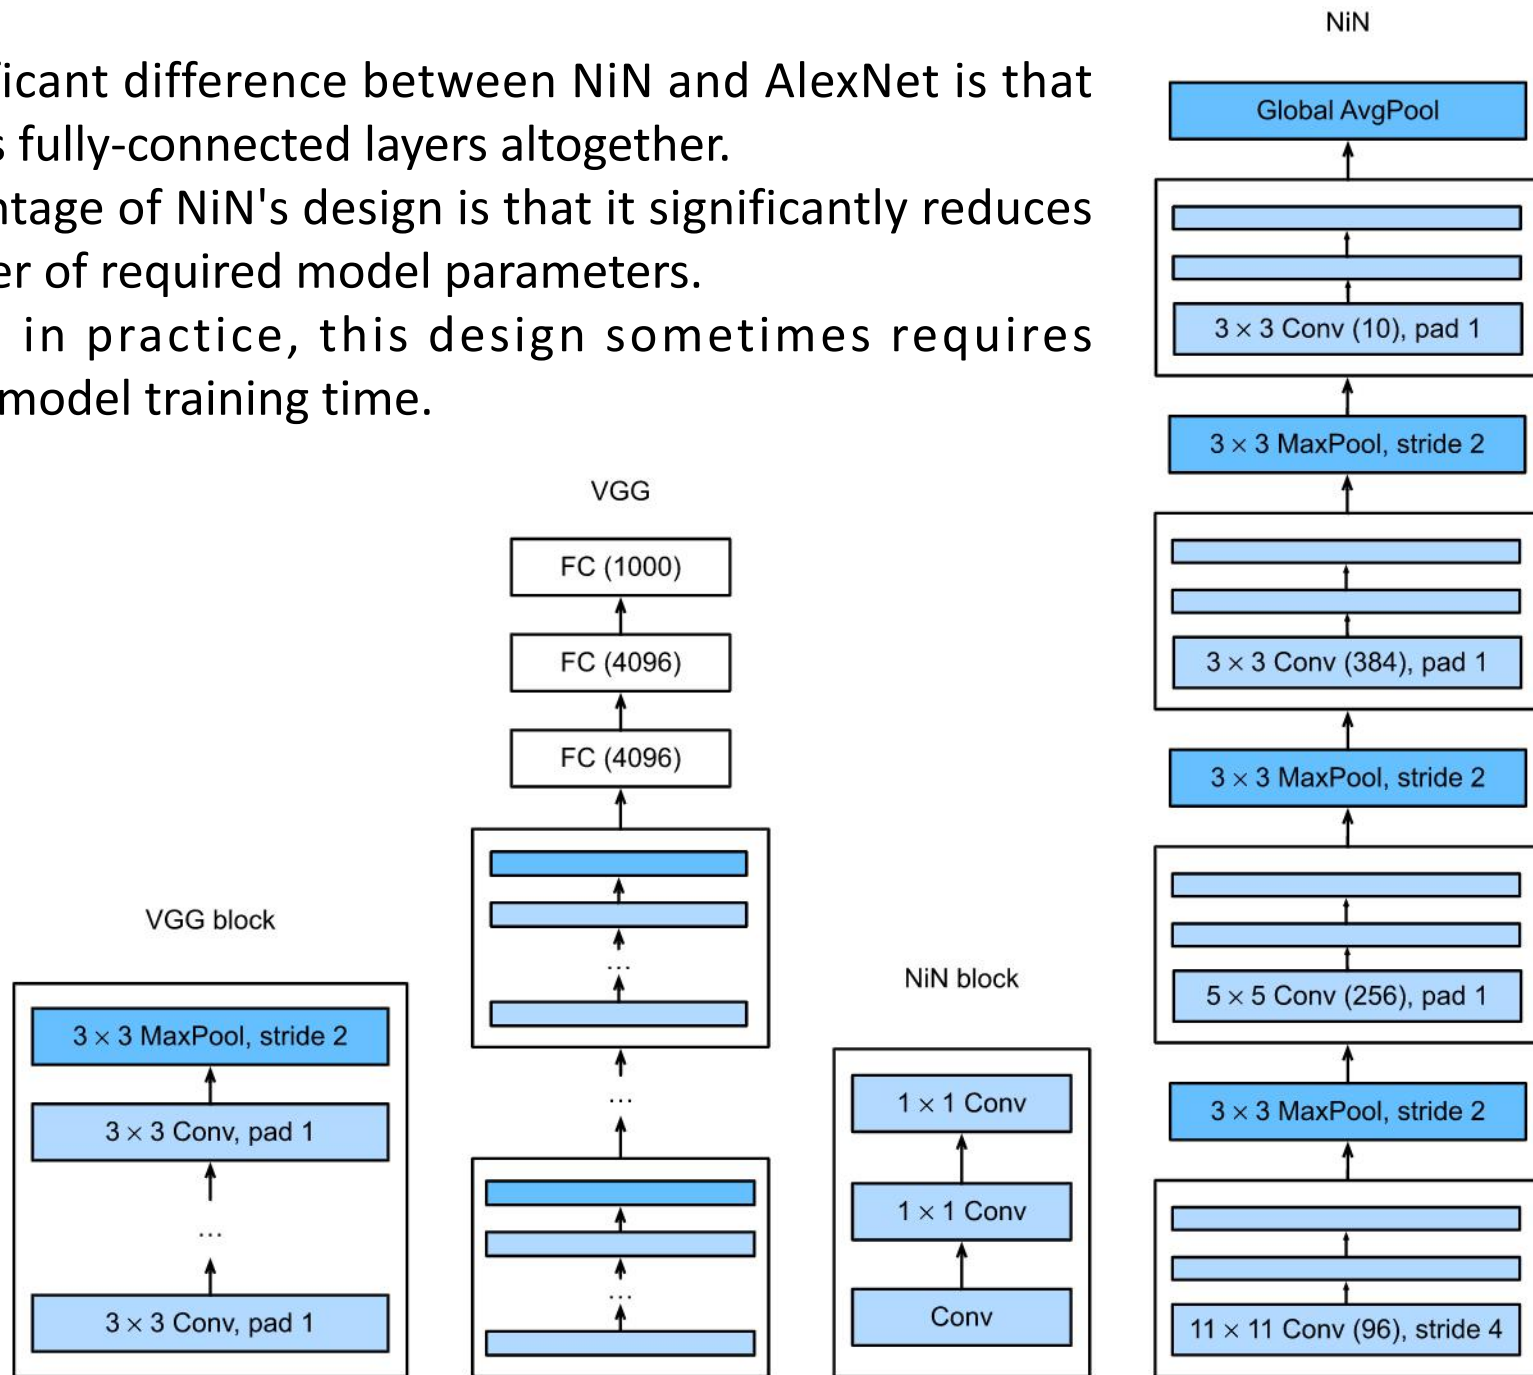 ficant difference between NiN and AlexNet is that
s fully-connected layers altogether.
ntage of NiN's design is that it significantly reduces
er of required model parameters.
in practice, this design sometimes requires
model training time.
VGG block
3 × 3 MaxPool, stride 2
3 × 3 Conv, pad 1
...
3 × 3 Conv, pad 1
VGG
FC (1000)
FC (4096)
FC (4096)
...
...
...
NiN block
1 × 1 Conv
1 × 1 Conv
Conv
NiN
Global AvgPool
3 × 3 Conv (10), pad 1
3 × 3 MaxPool, stride 2
3 × 3 Conv (384), pad 1
3 × 3 MaxPool, stride 2
5 × 5 Conv (256), pad 1
3 × 3 MaxPool, stride 2
11 × 11 Conv (96), stride 4